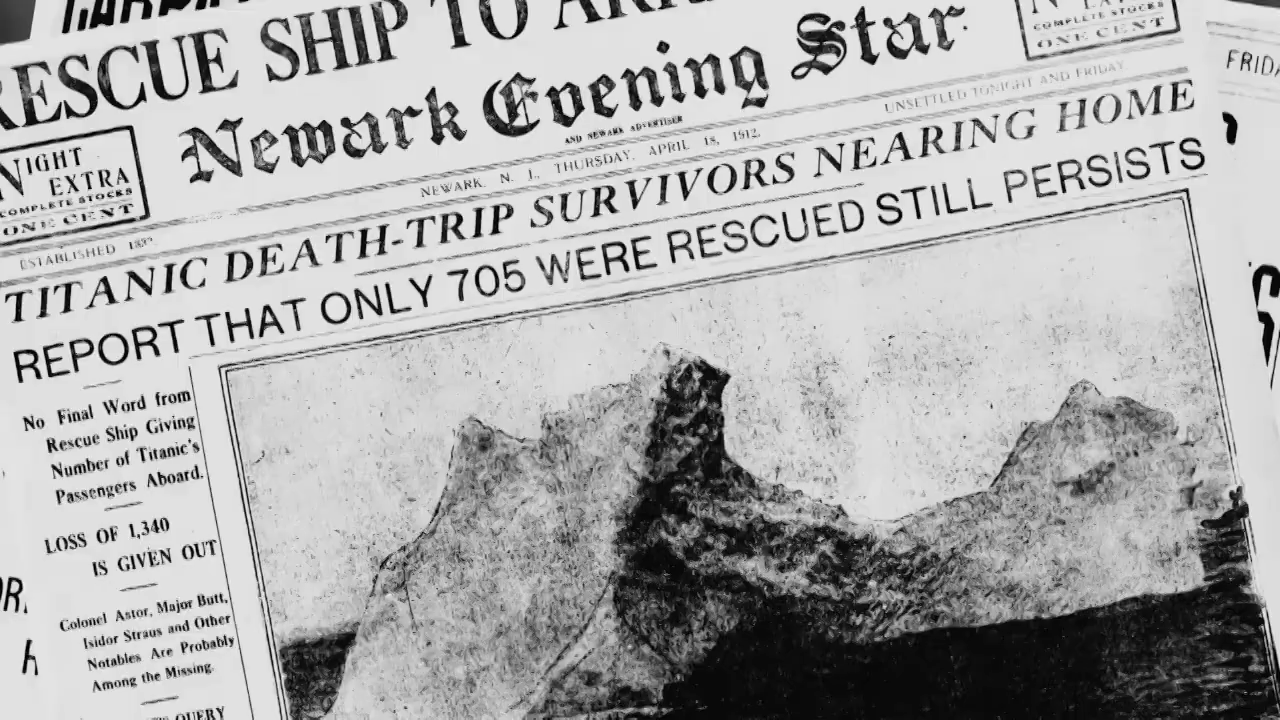 RESCUE SHIP TO
Newark Evening Star
AND NEWARK ADVERTISER
COMPLETE STOCKS
ONE CENT
NIGHT
EXTRA
COMPLETE STOCKS
ONE CENT
ESTABLISHED
NEWARK, N. J., THURSDAY, APRIL 18, 1912.
UNSETTLED TONIGHT AND FRIDAY
TITANIC DEATH-TRIP SURVIVORS NEARING HOME
REPORT THAT ONLY 705 WERE RESCUED STILL PERSISTS
No Final Word from
Rescue Ship Giving
Number of Titanic's
Passengers Aboard.
LOSS OF 1,340
IS GIVEN OUT
Colonel Astor, Major Butt,
Isidor Straus and Other
Notables Are Probably
Among the Missing.
QUERY